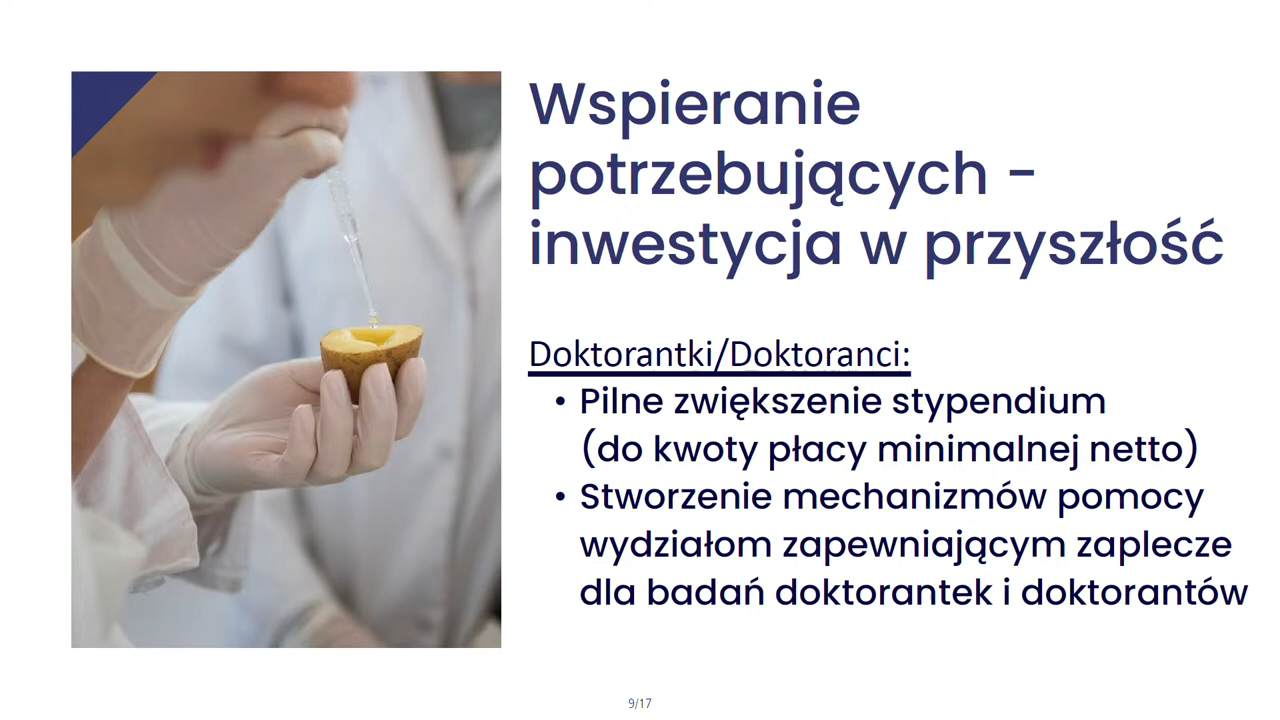 Wspieranie
potrzebujących -
inwestycja w przyszłość
Doktorantki/Doktoranci:
• Pilne zwiększenie stypendium
(do kwoty płacy minimalnej netto)
• Stworzenie mechanizmów pomocy
wydziałom zapewniającym zaplecze
dla badań doktorantek i doktorantów
9/17